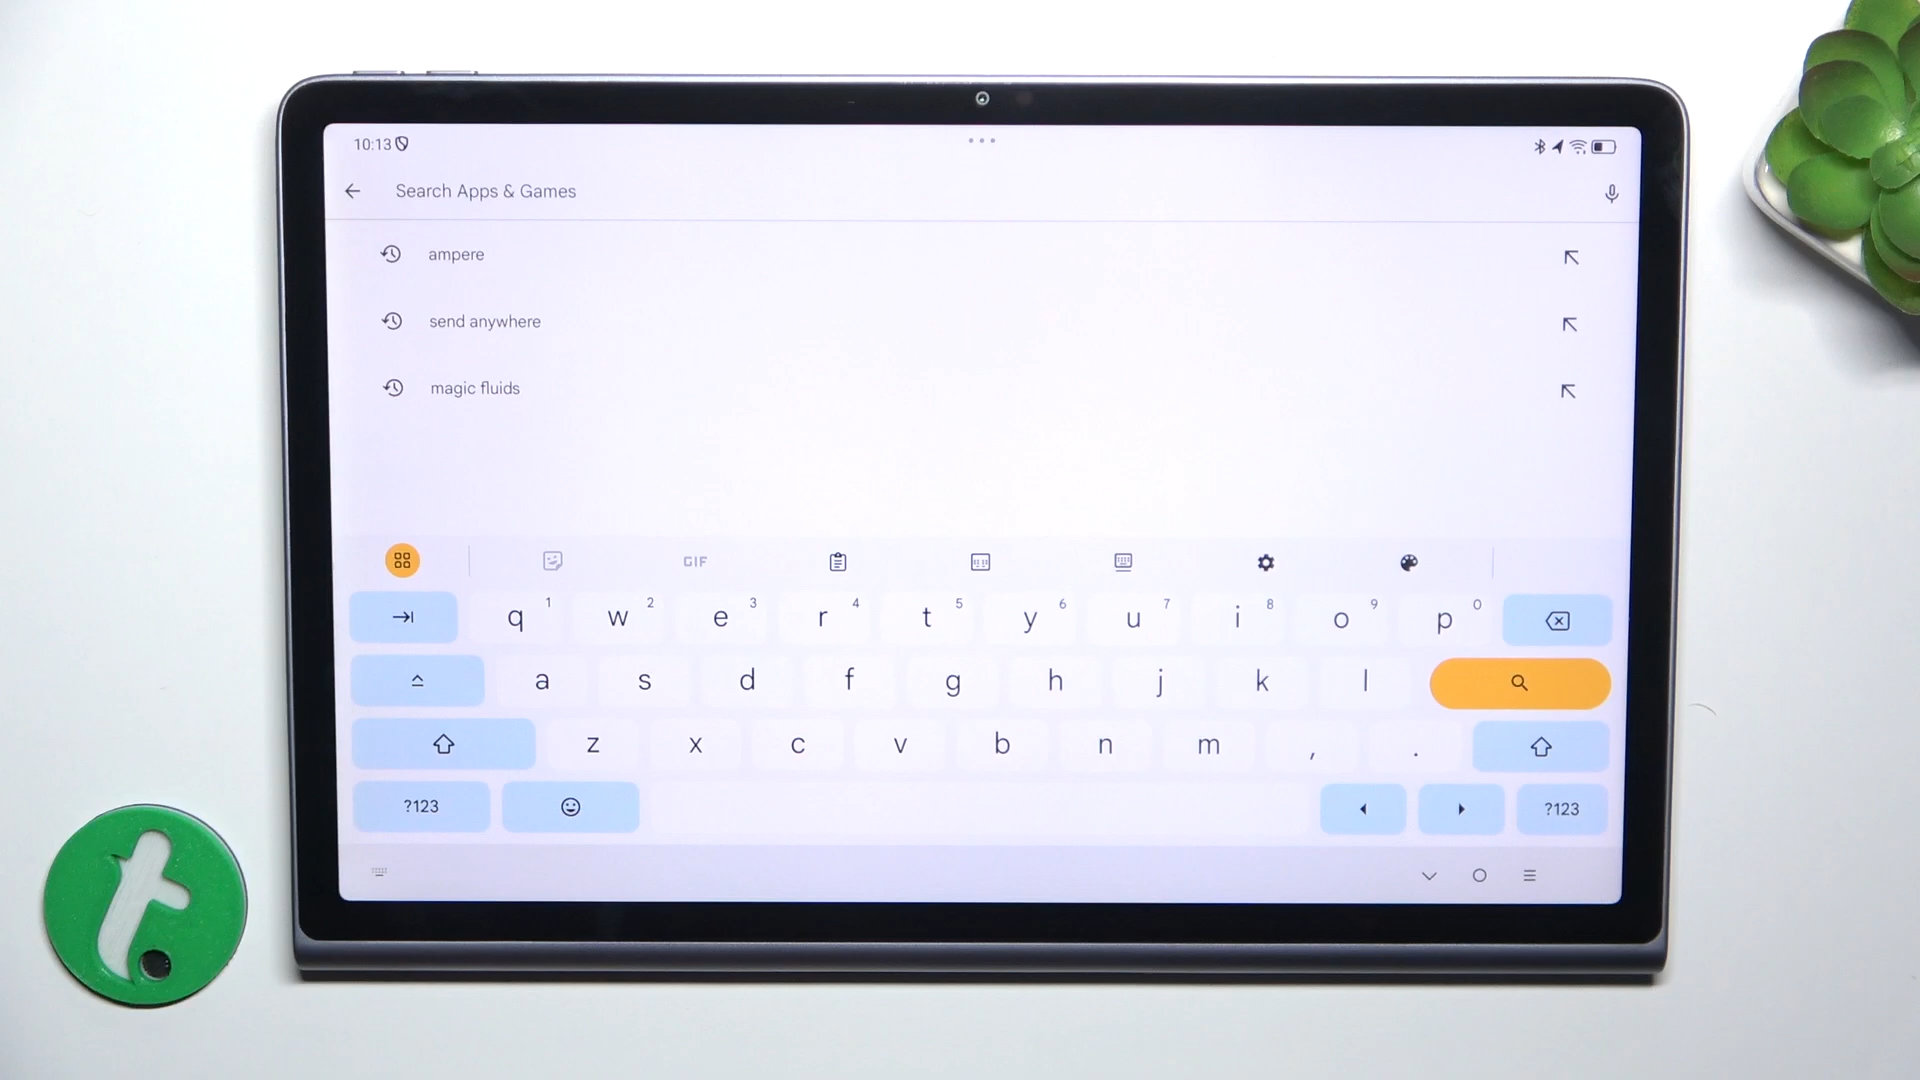 10:13
Search Apps & Games
ampere
send anywhere
magic fluids
GIF
q 1 w 2 e 3 r 4 t 5 y 6 u 7 i 8 o 9 p 0
a s d f g h j k l
z x c v b n m , .
?123 ?123
t